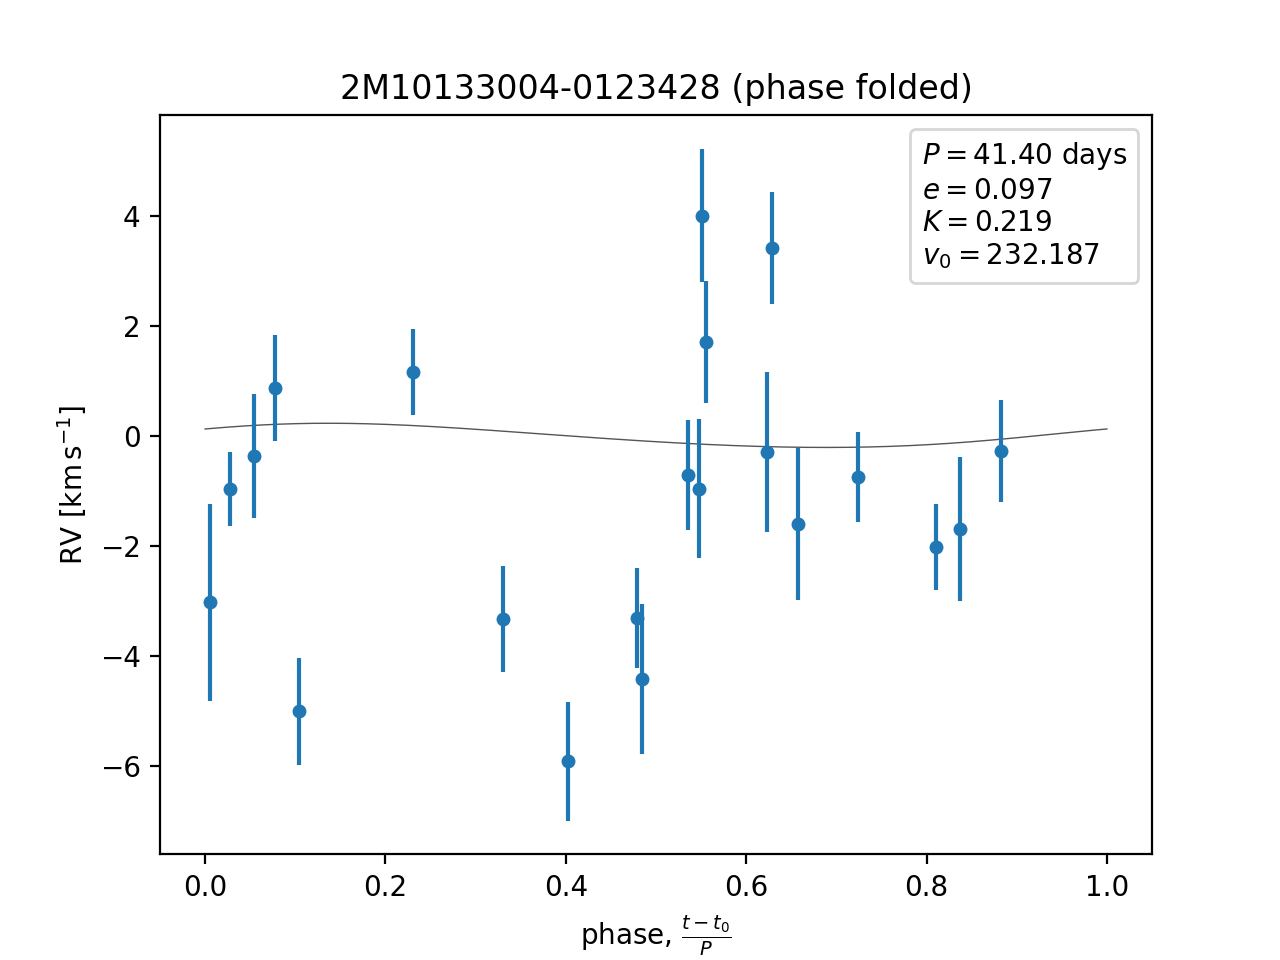 2M10133004-0123428 (phase folded)
P = 41.40 days
e = 0.097
K = 0.219
v₀ = 232.187
RV [km s⁻¹]
4
2
0
−2
−4
−6
0.0 0.2 0.4 0.6 0.8 1.0
phase, (t − t₀)/P